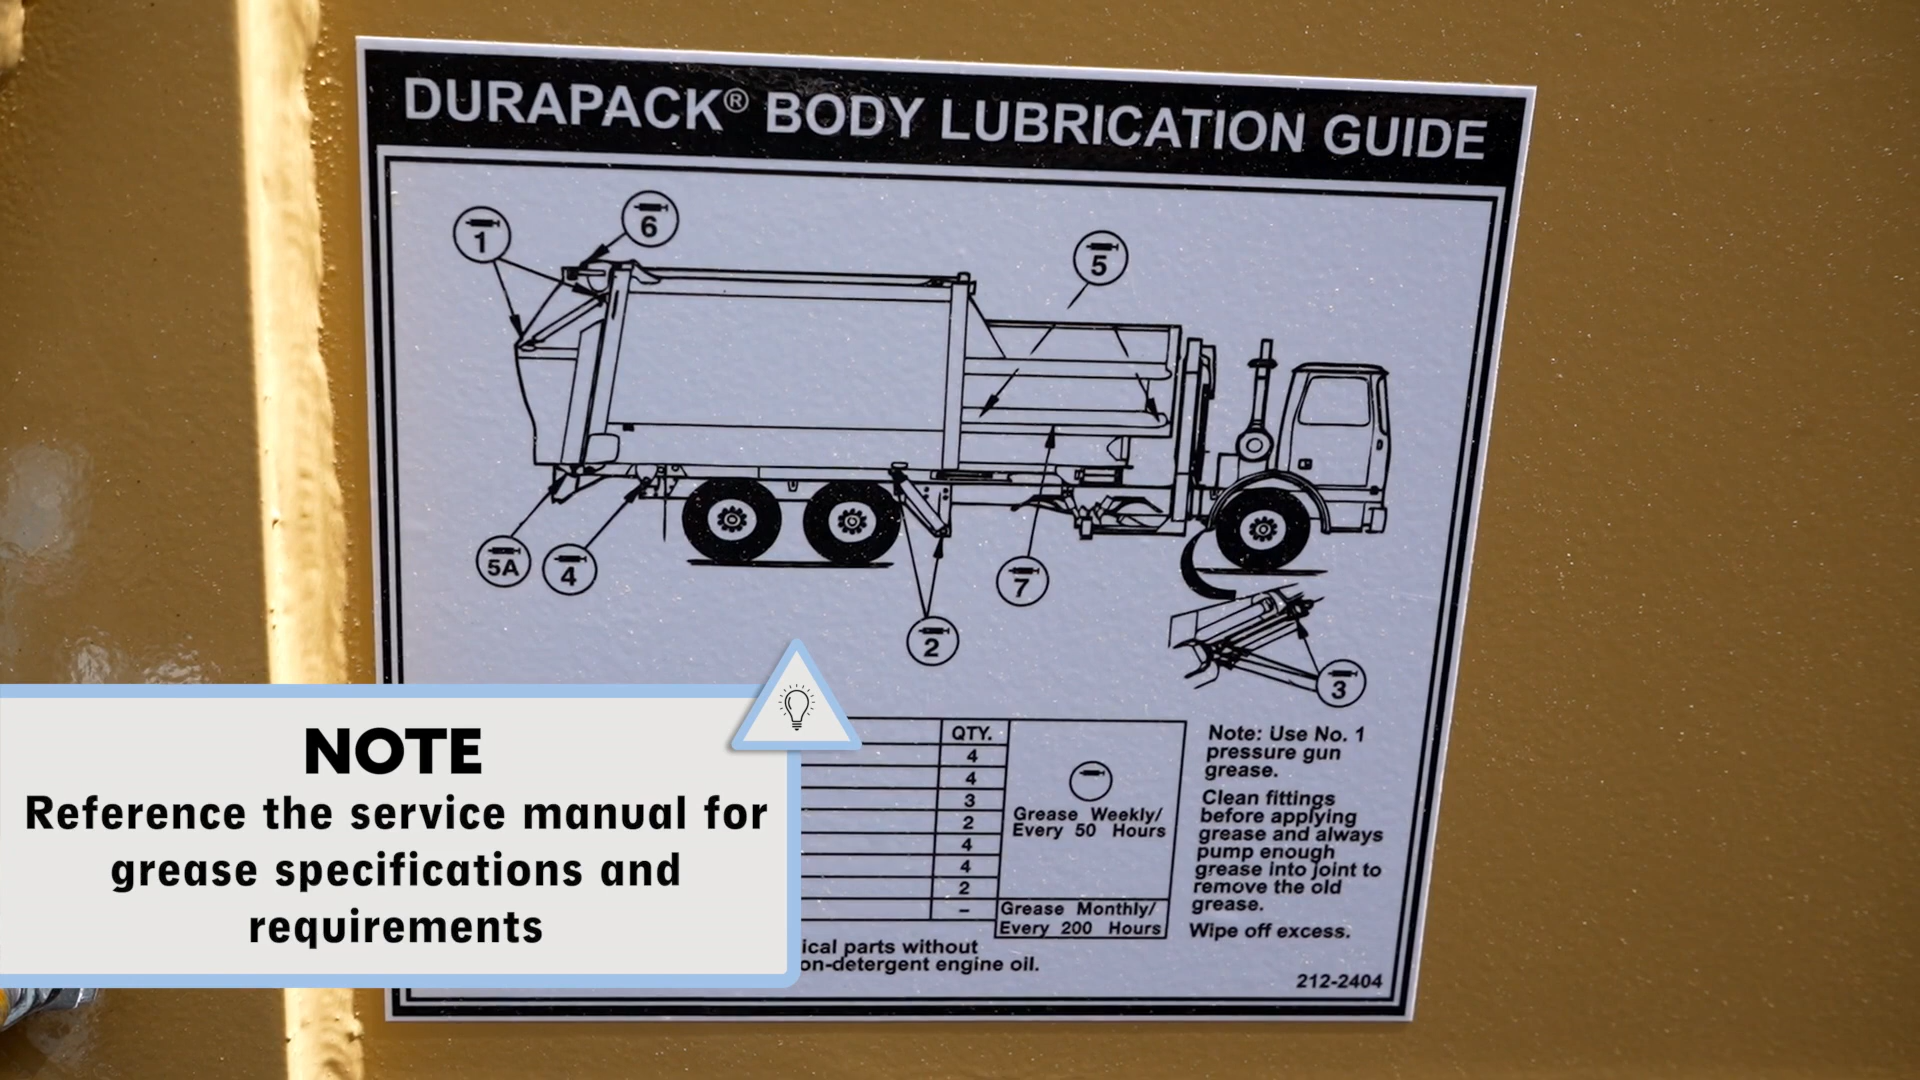 DURAPACK® BODY LUBRICATION GUIDE
1
6
5
5A
4
7
2
3
NOTE
Reference the service manual for
grease specifications and
requirements
QTY.
4
4
3
2
4
4
2
–
Grease Weekly/
Every 50 Hours
Grease Monthly/
Every 200 Hours
Note: Use No. 1
pressure gun
grease.
Clean fittings
before applying
grease and always
pump enough
grease into joint to
remove the old
grease.
Wipe off excess.
parts without
engine oil.
212-2404